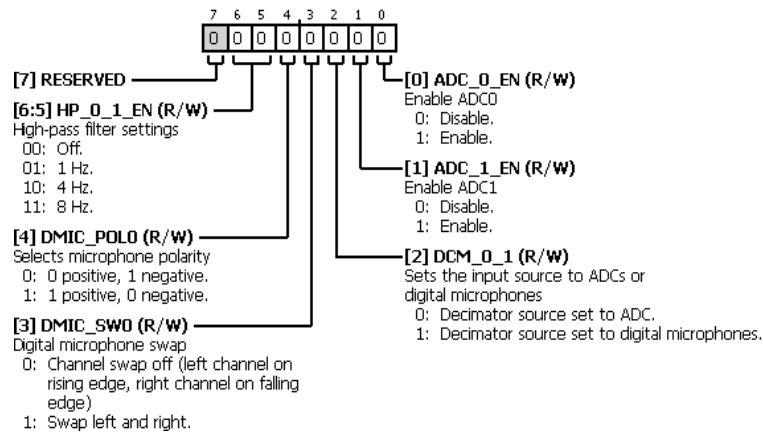 7 6 5 4 3 2 1 0
0 0 0 0 0 0 0 0
[7] RESERVED
[6:5] HP_0_1_EN (R/W)
High-pass filter settings
00: Off.
01: 1 Hz.
10: 4 Hz.
11: 8 Hz.
[4] DMIC_POL0 (R/W)
Selects microphone polarity
0: 0 positive, 1 negative.
1: 1 positive, 0 negative.
[3] DMIC_SW0 (R/W)
Digital microphone swap
0: Channel swap off (left channel on
rising edge, right channel on falling
edge)
1: Swap left and right.
[0] ADC_0_EN (R/W)
Enable ADC0
0: Disable.
1: Enable.
[1] ADC_1_EN (R/W)
Enable ADC1
0: Disable.
1: Enable.
[2] DCM_0_1 (R/W)
Sets the input source to ADCs or
digital microphones
0: Decimator source set to ADC.
1: Decimator source set to digital microphones.